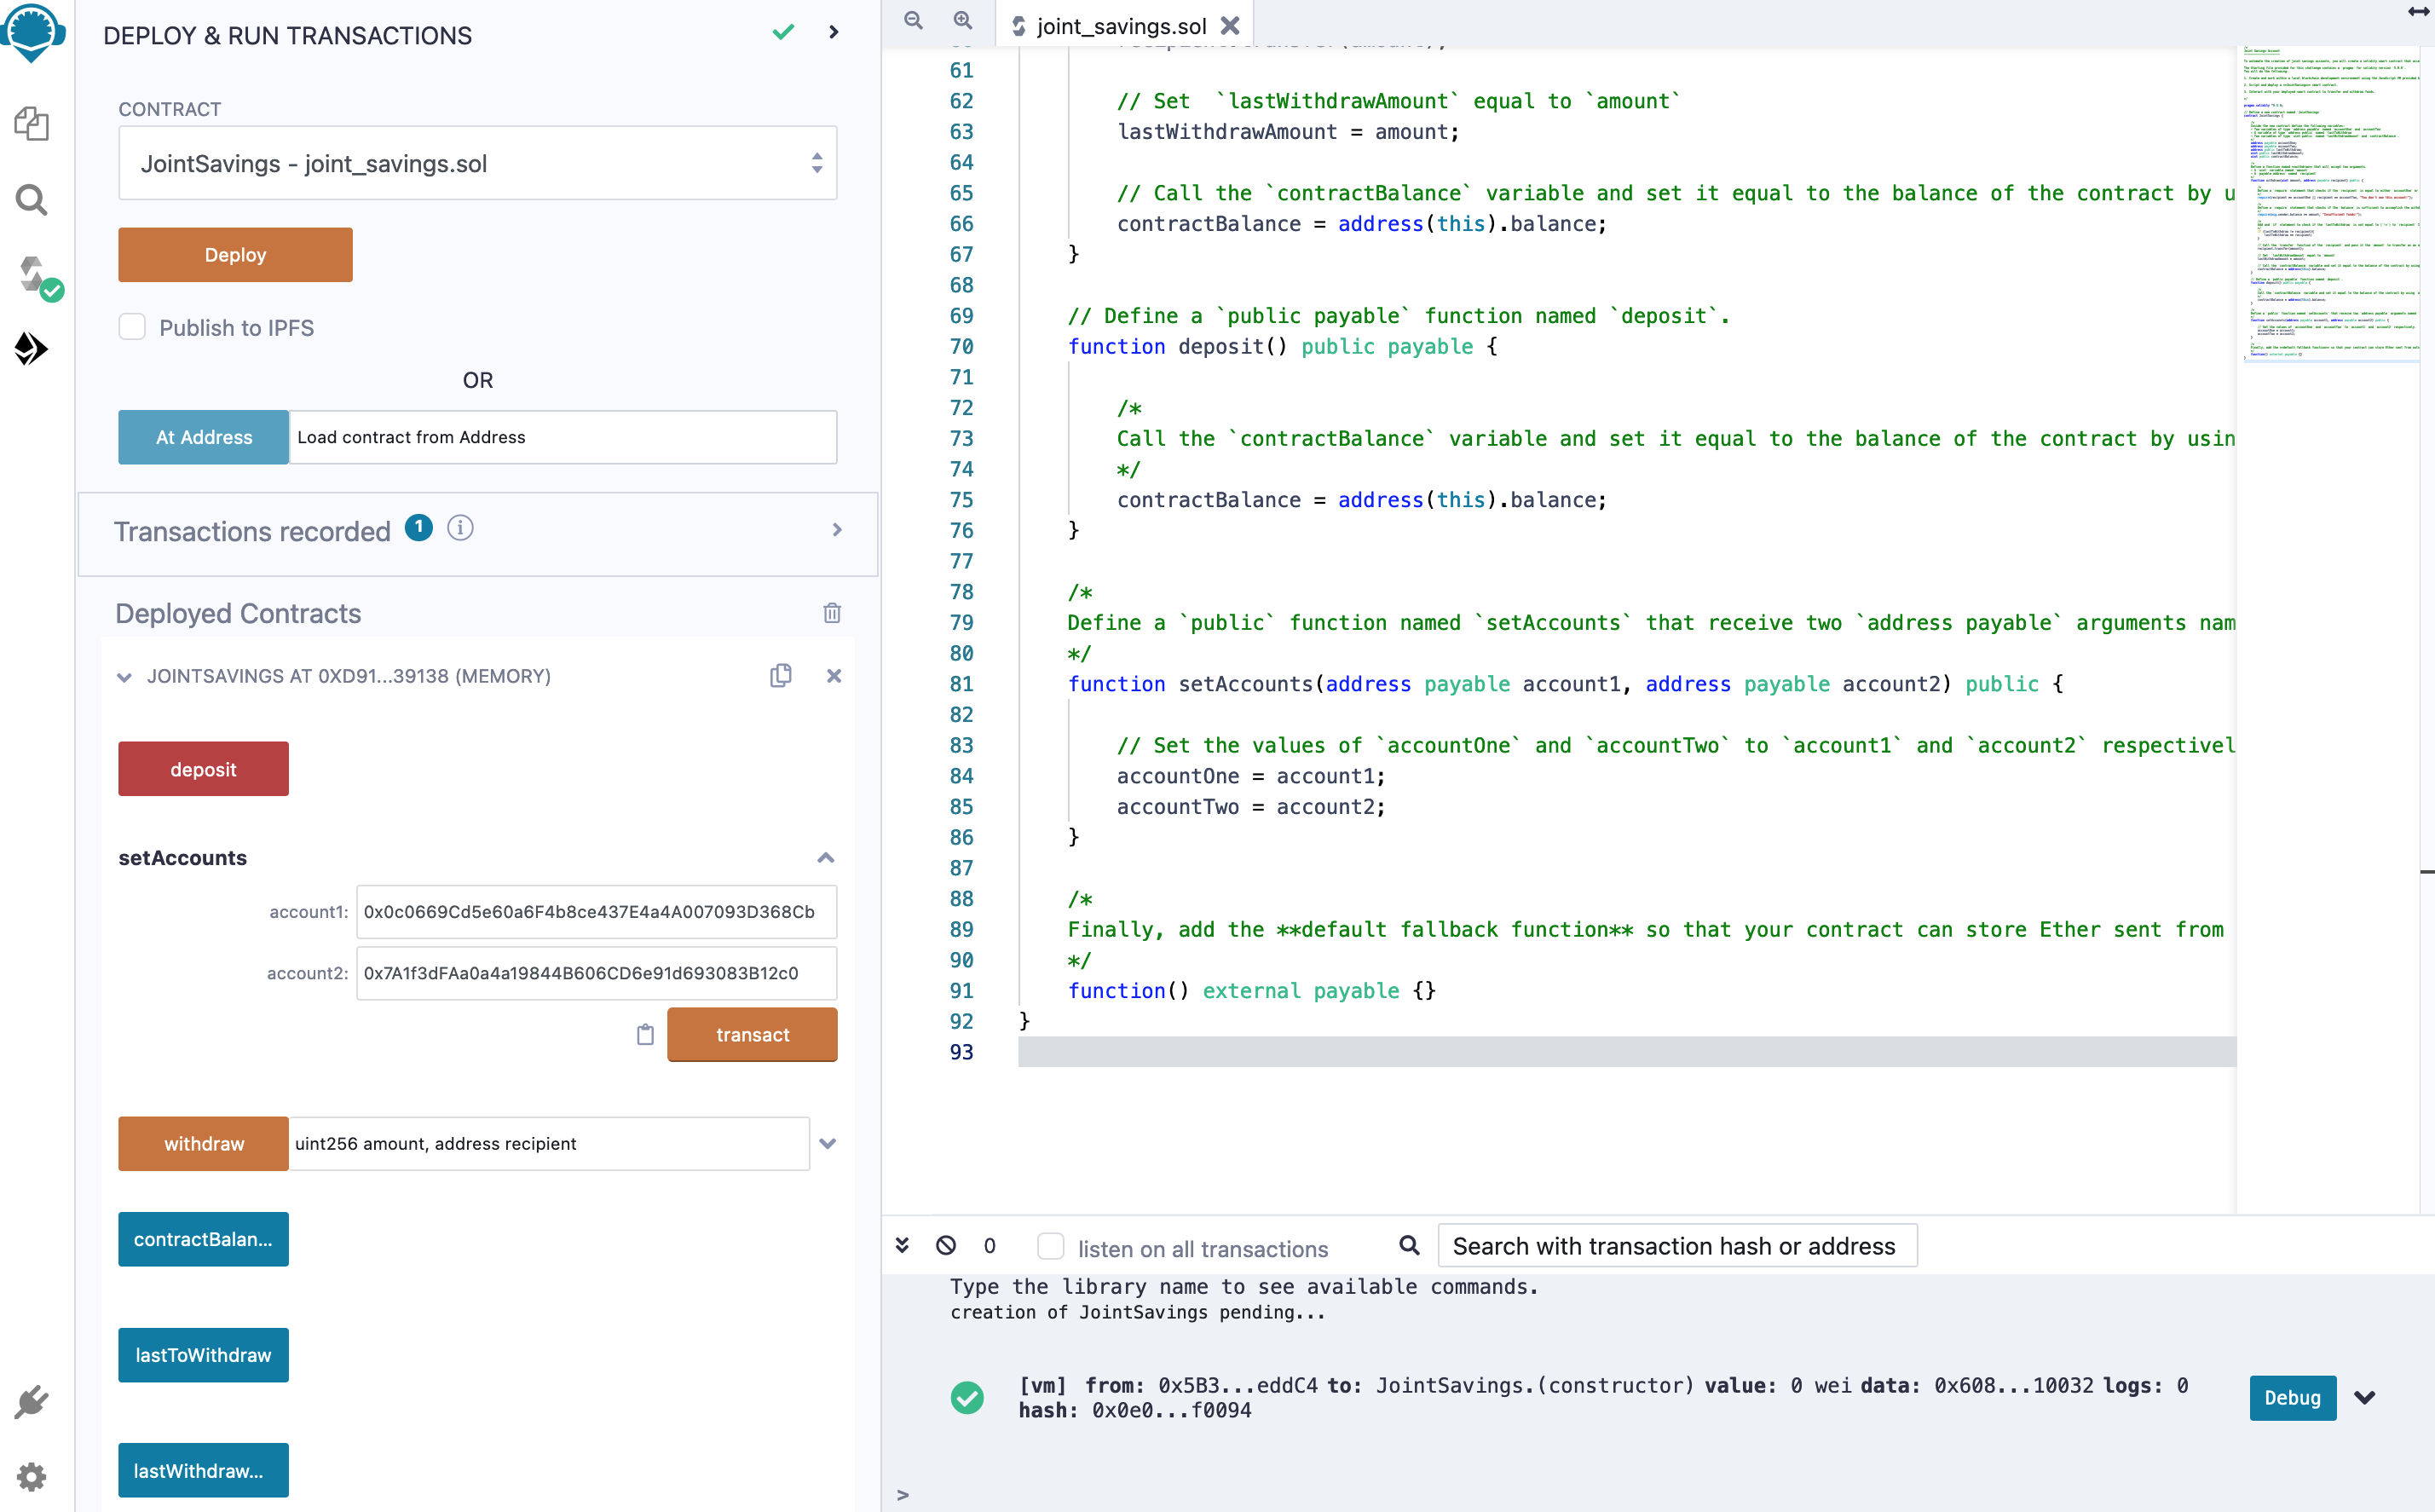 DEPLOY & RUN TRANSACTIONS
CONTRACT
JointSavings - joint_savings.sol
Deploy
Publish to IPFS
OR
At Address
Load contract from Address
Transactions recorded 1 i
Deployed Contracts
JOINTSAVINGS AT 0XD91...39138 (MEMORY)
deposit
setAccounts
account1: 0x0c0669Cd5e60a6F4b8ce437E4a4A007093D368Cb
account2: 0x7A1f3dFAa0a4a19844B606CD6e91d693083B12c0
transact
withdraw
uint256 amount, address recipient
contractBalan...
lastToWithdraw
lastWithdraw...
joint_savings.sol
61
62 // Set  `lastWithdrawAmount` equal to `amount`
63 lastWithdrawAmount = amount;
64
65 // Call the `contractBalance` variable and set it equal to the balance of the contract by u
66 contractBalance = address(this).balance;
67 }
68
69 // Define a `public payable` function named `deposit`.
70 function deposit() public payable {
71
72 /*
73 Call the `contractBalance` variable and set it equal to the balance of the contract by usin
74 */
75 contractBalance = address(this).balance;
76 }
77
78 /*
79 Define a `public` function named `setAccounts` that receive two `address payable` arguments nam
80 */
81 function setAccounts(address payable account1, address payable account2) public {
82
83 // Set the values of `accountOne` and `accountTwo` to `account1` and `account2` respectivel
84 accountOne = account1;
85 accountTwo = account2;
86 }
87
88 /*
89 Finally, add the **default fallback function** so that your contract can store Ether sent from
90 */
91 function() external payable {}
92 }
93
0
listen on all transactions
Search with transaction hash or address
Type the library name to see available commands.
creation of JointSavings pending...
[vm] from: 0x5B3...eddC4 to: JointSavings.(constructor) value: 0 wei data: 0x608...10032 logs: 0
hash: 0x0e0...f0094
Debug
>